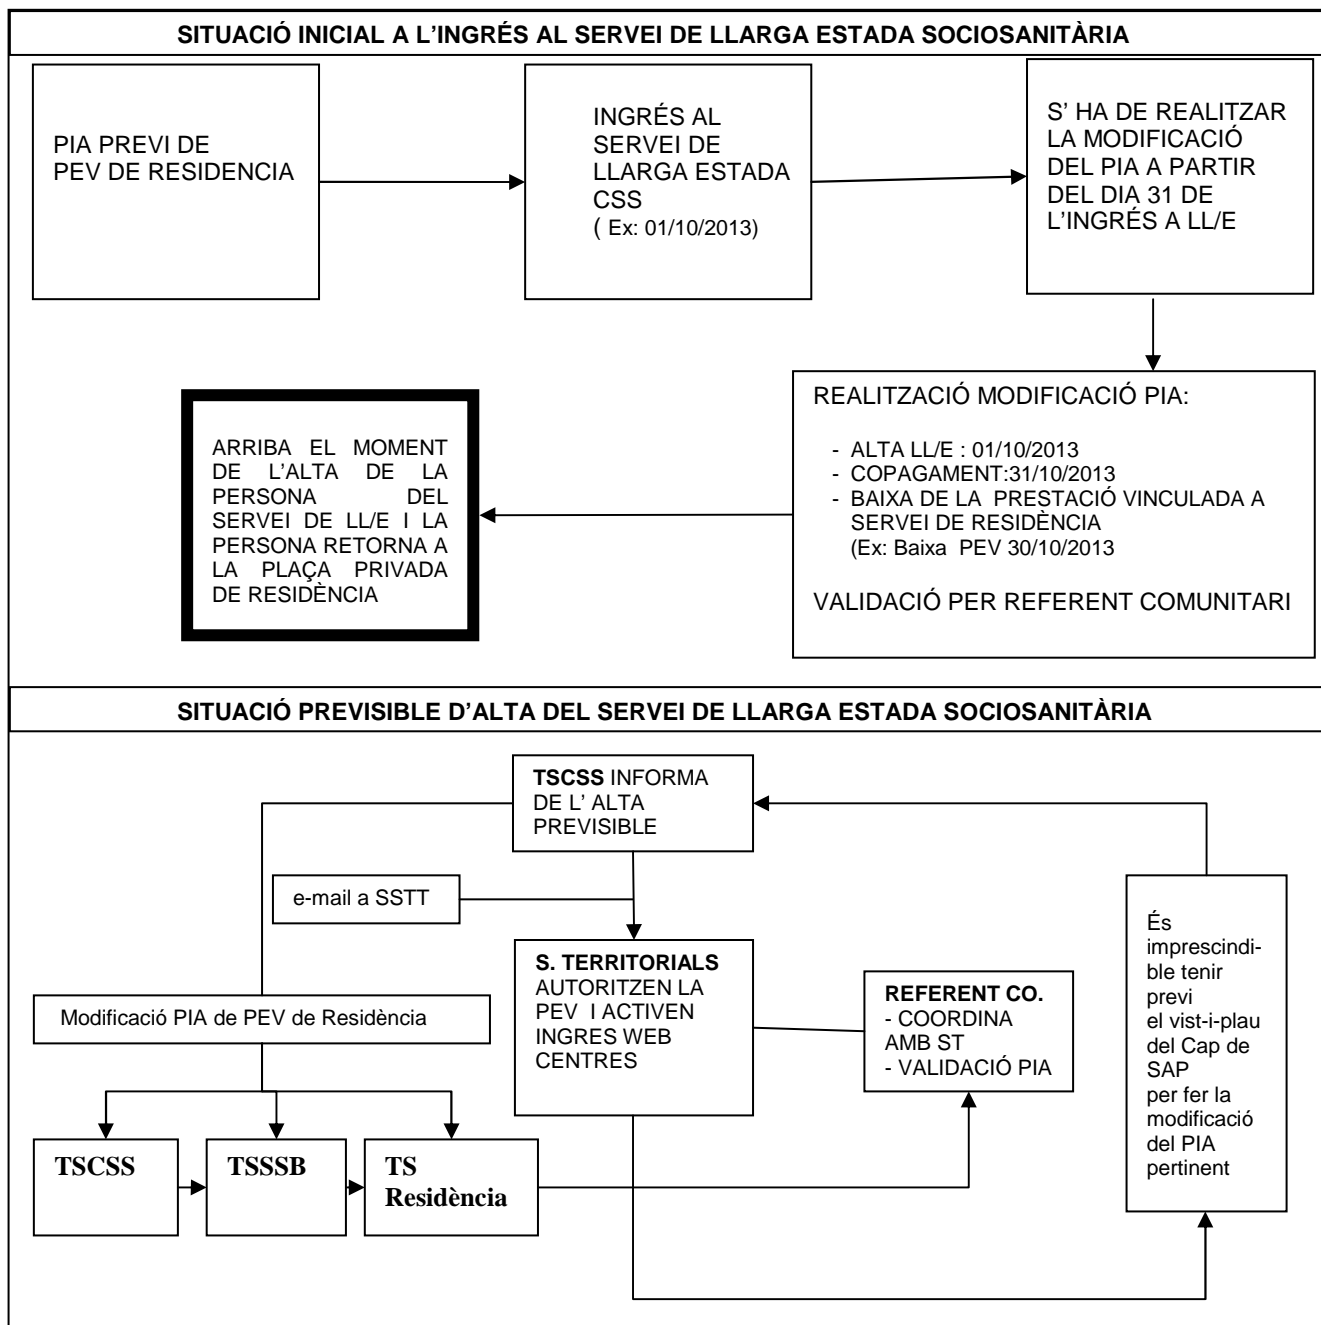 SITUACIÓ INICIAL A L'INGRÉS AL SERVEI DE LLARGA ESTADA SOCIOSANITÀRIA
PIA PREVI DE
PEV DE RESIDENCIA
INGRÉS AL
SERVEI DE
LLARGA ESTADA
CSS
( Ex: 01/10/2013)
S' HA DE REALITZAR
LA MODIFICACIÓ
DEL PIA A PARTIR
DEL DIA 31 DE
L'INGRÉS A LL/E
REALITZACIÓ MODIFICACIÓ PIA:
- ALTA LL/E : 01/10/2013
- COPAGAMENT:31/10/2013
- BAIXA DE LA PRESTACIÓ VINCULADA A
SERVEI DE RESIDÈNCIA
(Ex: Baixa PEV 30/10/2013
VALIDACIÓ PER REFERENT COMUNITARI
ARRIBA EL MOMENT
DE L'ALTA DE LA
PERSONA DEL
SERVEI DE LL/E I LA
PERSONA RETORNA A
LA PLAÇA PRIVADA
DE RESIDÈNCIA
SITUACIÓ PREVISIBLE D'ALTA DEL SERVEI DE LLARGA ESTADA SOCIOSANITÀRIA
TSCSS INFORMA
DE L' ALTA
PREVISIBLE
e-mail a SSTT
S. TERRITORIALS
AUTORITZEN LA
PEV I ACTIVEN
INGRES WEB
CENTRES
REFERENT CO.
- COORDINA
AMB ST
- VALIDACIÓ PIA
És
imprescindi-
ble tenir
previ
el vist-i-plau
del Cap de
SAP
per fer la
modificació
del PIA
pertinent
Modificació PIA de PEV de Residència
TSCSS
TSSSB
TS
Residència